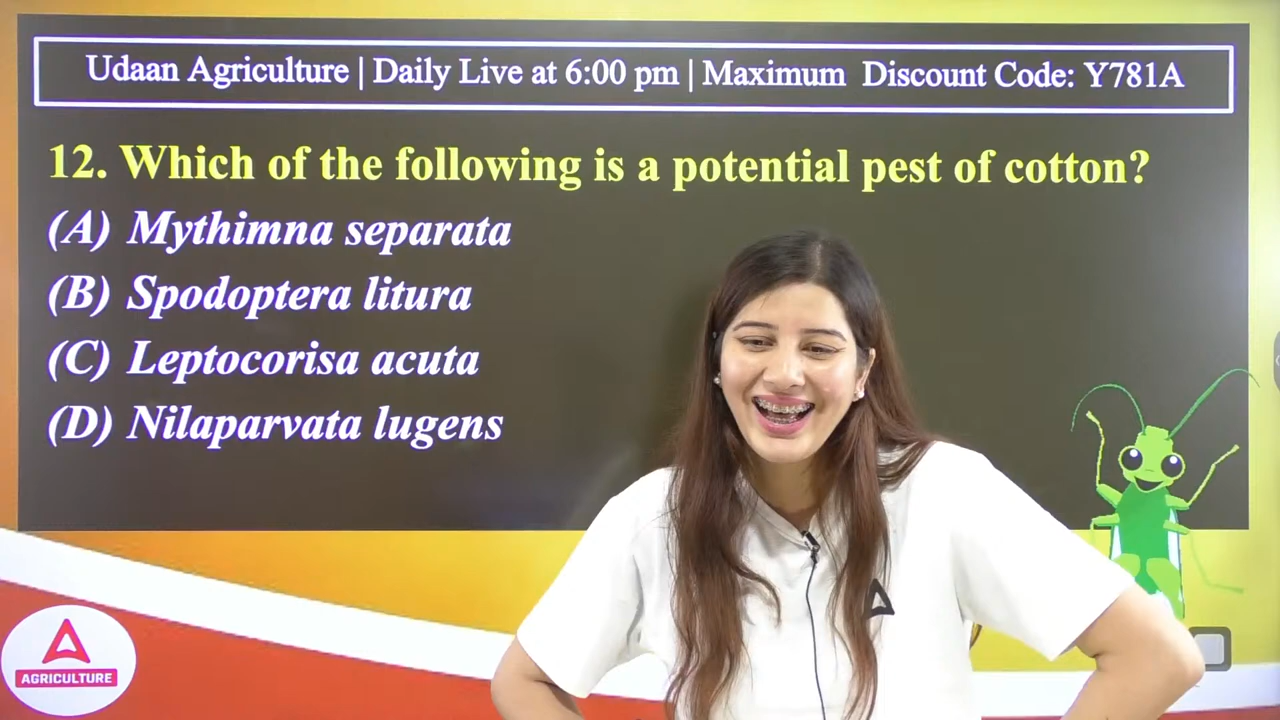 Udaan Agriculture | Daily Live at 6:00 pm | Maximum Discount Code: Y781A
12. Which of the following is a potential pest of cotton?
(A) Mythimna separata
(B) Spodoptera litura
(C) Leptocorisa acuta
(D) Nilaparvata lugens
AGRICULTURE